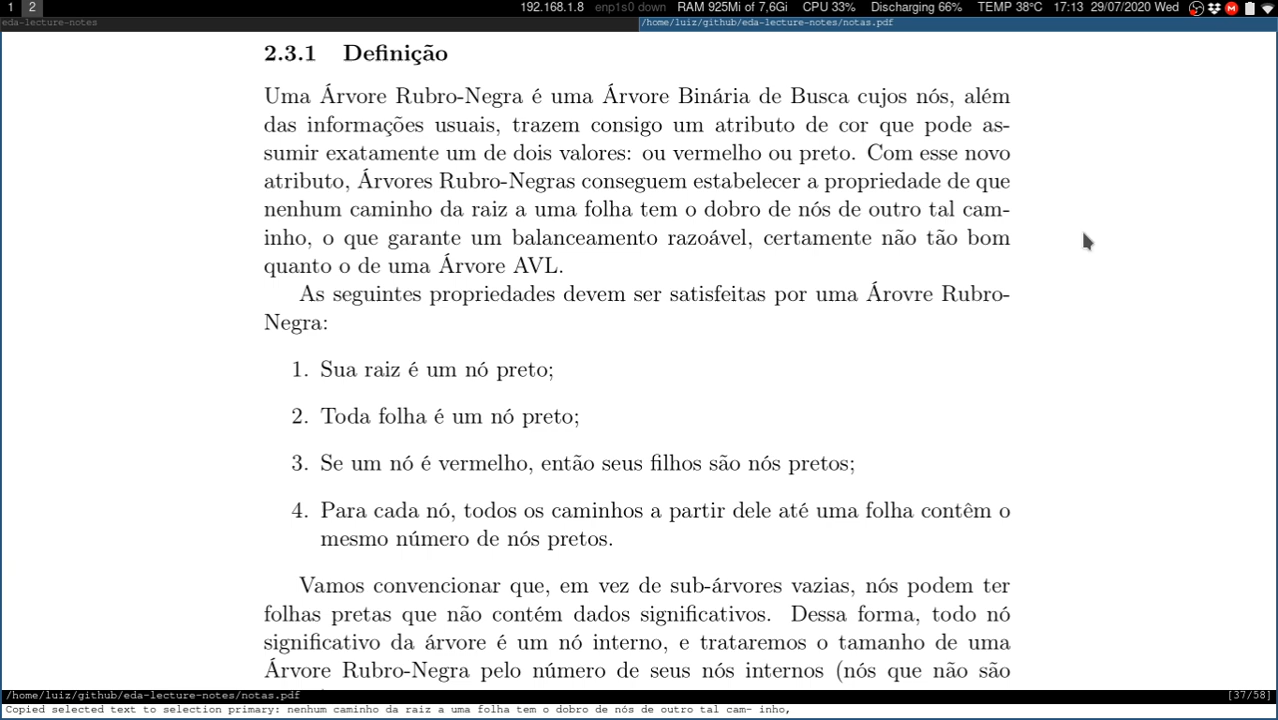 1 2 192.168.1.8 enp1s0 down RAM 925Mi of 7,6Gi CPU 33% Discharging 66% TEMP 38°C 17:13 29/07/2020 Wed
eda-lecture-notes /home/luiz/github/eda-lecture-notes/notas.pdf
2.3.1 Definição
Uma Árvore Rubro-Negra é uma Árvore Binária de Busca cujos nós, além
das informações usuais, trazem consigo um atributo de cor que pode as-
sumir exatamente um de dois valores: ou vermelho ou preto. Com esse novo
atributo, Árvores Rubro-Negras conseguem estabelecer a propriedade de que
nenhum caminho da raiz a uma folha tem o dobro de nós de outro tal cam-
inho, o que garante um balanceamento razoável, certamente não tão bom
quanto o de uma Árvore AVL.
As seguintes propriedades devem ser satisfeitas por uma Árovre Rubro-
Negra:
1. Sua raiz é um nó preto;
2. Toda folha é um nó preto;
3. Se um nó é vermelho, então seus filhos são nós pretos;
4. Para cada nó, todos os caminhos a partir dele até uma folha contêm o
mesmo número de nós pretos.
Vamos convencionar que, em vez de sub-árvores vazias, nós podem ter
folhas pretas que não contém dados significativos. Dessa forma, todo nó
significativo da árvore é um nó interno, e trataremos o tamanho de uma
Árvore Rubro-Negra pelo número de seus nós internos (nós que não são
/home/luiz/github/eda-lecture-notes/notas.pdf [37/58]
Copied selected text to selection primary: nenhum caminho da raiz a uma folha tem o dobro de nós de outro tal cam- inho,